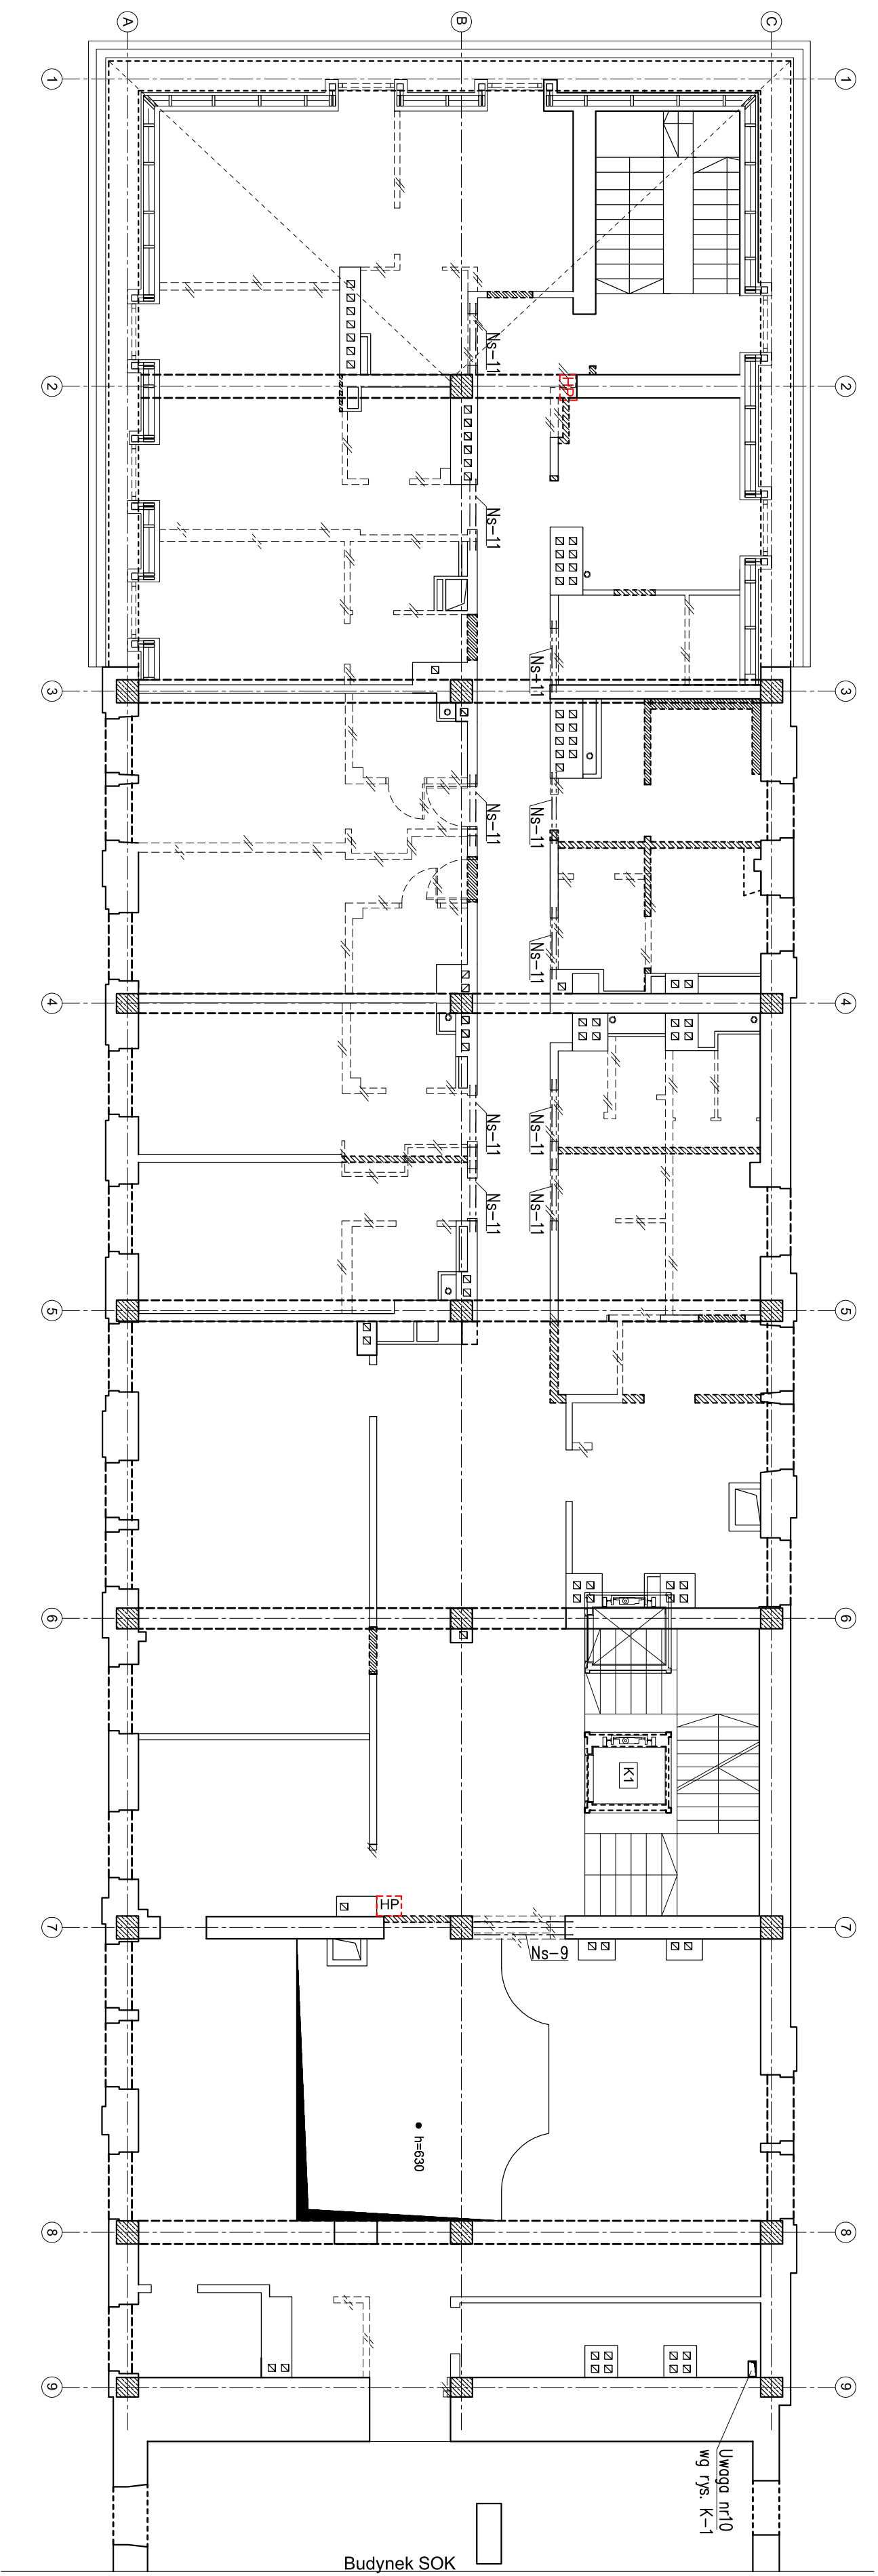 A B C
1 1
Ns-11
2 HP 2
Ns-11
Ns-11
3 3
Ns-11 Ns-11
Ns-11
4 4
Ns-11 Ns-11
Ns-11 Ns-11
5 5
6 6
K1
HP
7 7
Ns-9
h=630
8 8
9 9
Uwaga nr10
wg rys. K-1
Budynek SOK